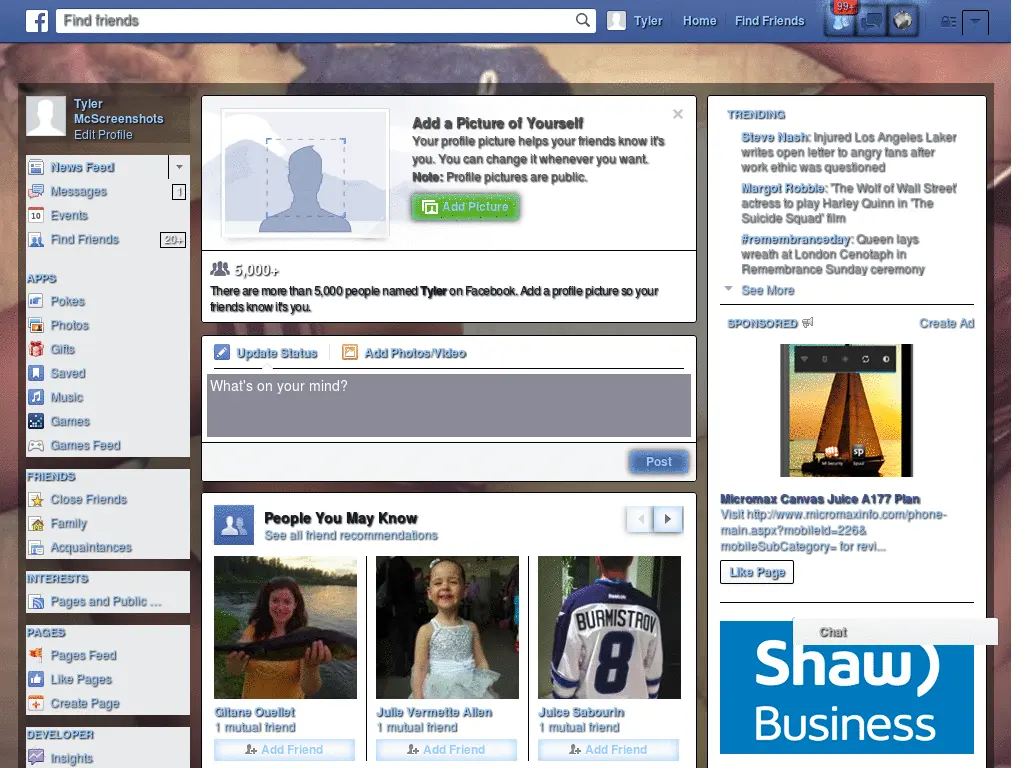 Find friends
Tyler
Home
Find Friends
99+
Tyler
McScreenshots
Edit Profile
News Feed
Messages
1
10
Events
Find Friends
20+
APPS
Pokes
Photos
Gifts
Saved
Music
Games
Games Feed
FRIENDS
Close Friends
Family
Acquaintances
INTERESTS
Pages and Public ...
PAGES
Pages Feed
Like Pages
Create Page
DEVELOPER
Insights
Add a Picture of Yourself
Your profile picture helps your friends know it's
you. You can change it whenever you want.
Note: Profile pictures are public.
Add Picture
5,000+
There are more than 5,000 people named Tyler on Facebook. Add a profile picture so your
friends know it's you.
Update Status
Add Photos/Video
What's on your mind?
Post
People You May Know
See all friend recommendations
BURMISTROV
8
Gitane Ouellet
1 mutual friend
Add Friend
Julie Vermette Allen
1 mutual friend
Add Friend
Juice Sabourin
1 mutual friend
Add Friend
TRENDING
Steve Nash: Injured Los Angeles Laker
writes open letter to angry fans after
work ethic was questioned
Margot Robbie: 'The Wolf of Wall Street'
actress to play Harley Quinn in 'The
Suicide Squad' film
#remembranceday: Queen lays
wreath at London Cenotaph in
Remembrance Sunday ceremony
See More
SPONSORED
Create Ad
sp
Micromax Canvas Juice A177 Plan
Visit http://www.micromaxinfo.com/phone-
main.aspx?mobileid=226&
mobileSubCategory= for revi...
Like Page
Chat
Shaw)
Business